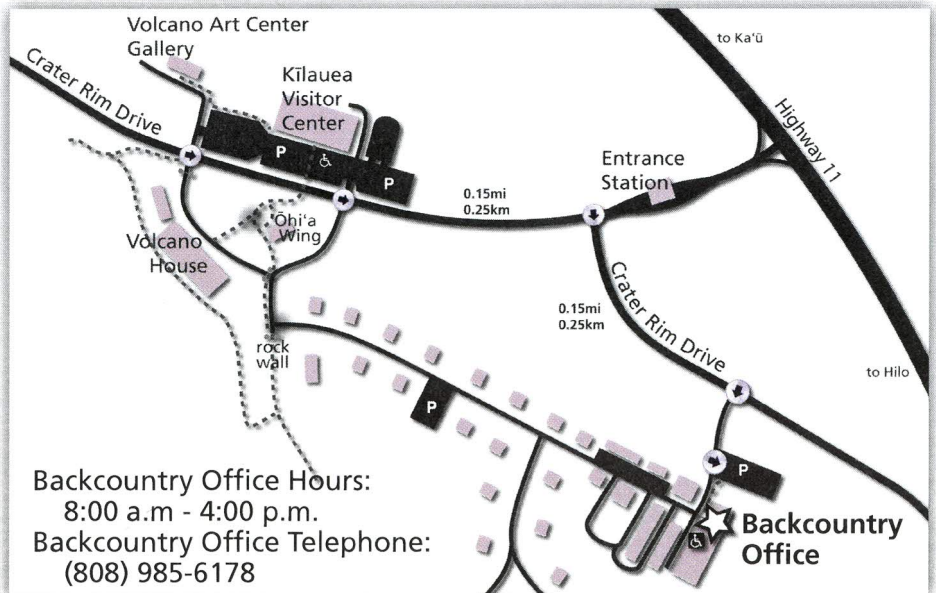 Volcano Art Center
Gallery
Crater Rim Drive
Kīlauea
Visitor
Center
P
P
to Ka'ū
Highway 11
Entrance
Station
0.15mi
0.25km
'Ōhi'a
Wing
Volcano
House
0.15mi
0.25km
Crater Rim Drive
to Hilo
rock
wall
P
P
Backcountry
Office
Backcountry Office Hours:
8:00 a.m - 4:00 p.m.
Backcountry Office Telephone:
(808) 985-6178